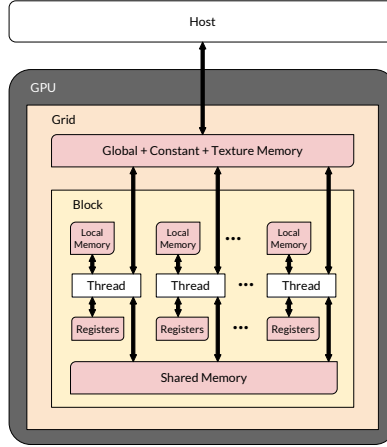 Host
GPU
Grid
Global + Constant + Texture Memory
Block
Local Memory
Local Memory
...
Local Memory
Thread
Thread
...
Thread
Registers
Registers
...
Registers
Shared Memory